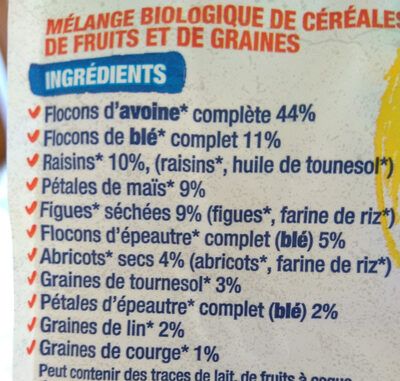 MÉLANGE BIOLOGIQUE DE CÉRÉALES
DE FRUITS ET DE GRAINES
INGRÉDIENTS
Flocons d'avoine* complète 44%
Flocons de blé* complet 11%
Raisins* 10%, (raisins*, huile de tounesol*)
Pétales de maïs* 9%
Figues* séchées 9% (figues*, farine de riz*)
Flocons d'épeautre* complet (blé) 5%
Abricots* secs 4% (abricots*, farine de riz*)
Graines de tournesol* 3%
Pétales d'épeautre* complet (blé) 2%
Graines de lin* 2%
Graines de courge* 1%
Peut contenir des traces de lait, de fruits à coque